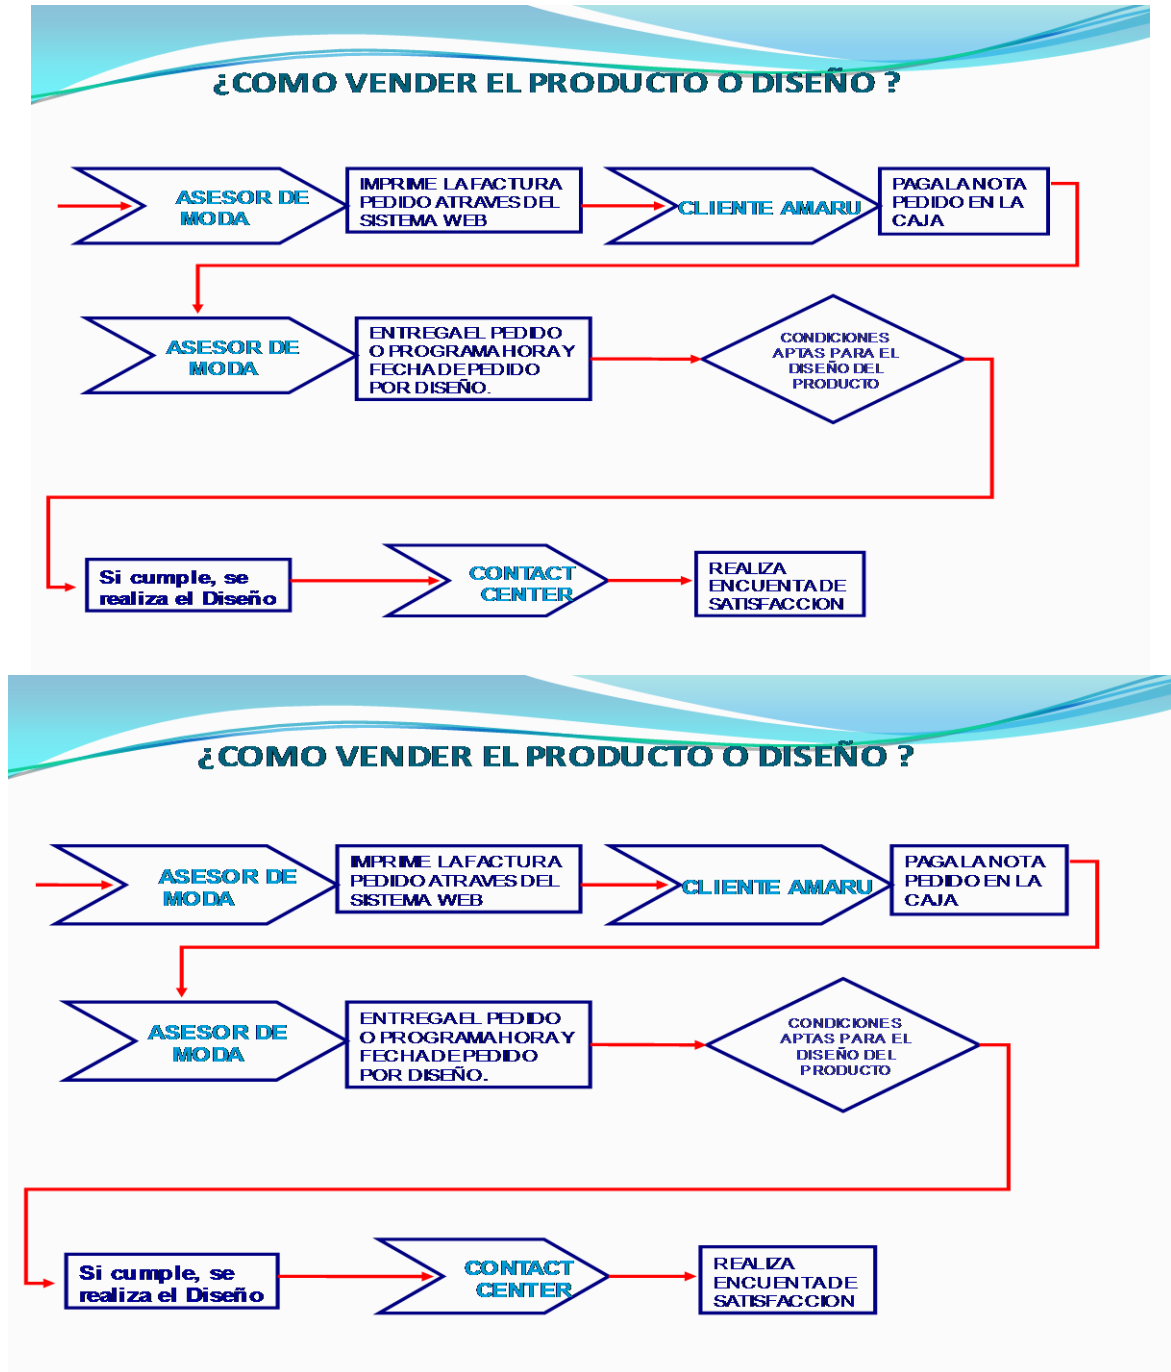 ¿COMO VENDER EL PRODUCTO O DISEÑO ?
ASESOR DE
MODA
IMPRIME LA FACTURA
PEDIDO ATRAVES DEL
SISTEMA WEB
CLIENTE AMARU
PAGA LA NOTA
PEDIDO EN LA
CAJA
ASESOR DE
MODA
ENTREGA EL PEDIDO
O PROGRAMA HORA Y
FECHA DE PEDIDO
POR DISEÑO.
CONDICIONES
APTAS PARA EL
DISEÑO DEL
PRODUCTO
Si cumple, se
realiza el Diseño
CONTACT
CENTER
REALIZA
ENCUENTA DE
SATISFACCION
¿COMO VENDER EL PRODUCTO O DISEÑO ?
ASESOR DE
MODA
IMPRIME LA FACTURA
PEDIDO ATRAVES DEL
SISTEMA WEB
CLIENTE AMARU
PAGA LA NOTA
PEDIDO EN LA
CAJA
ASESOR DE
MODA
ENTREGA EL PEDIDO
O PROGRAMA HORA Y
FECHA DE PEDIDO
POR DISEÑO.
CONDICIONES
APTAS PARA EL
DISEÑO DEL
PRODUCTO
Si cumple, se
realiza el Diseño
CONTACT
CENTER
REALIZA
ENCUENTA DE
SATISFACCION